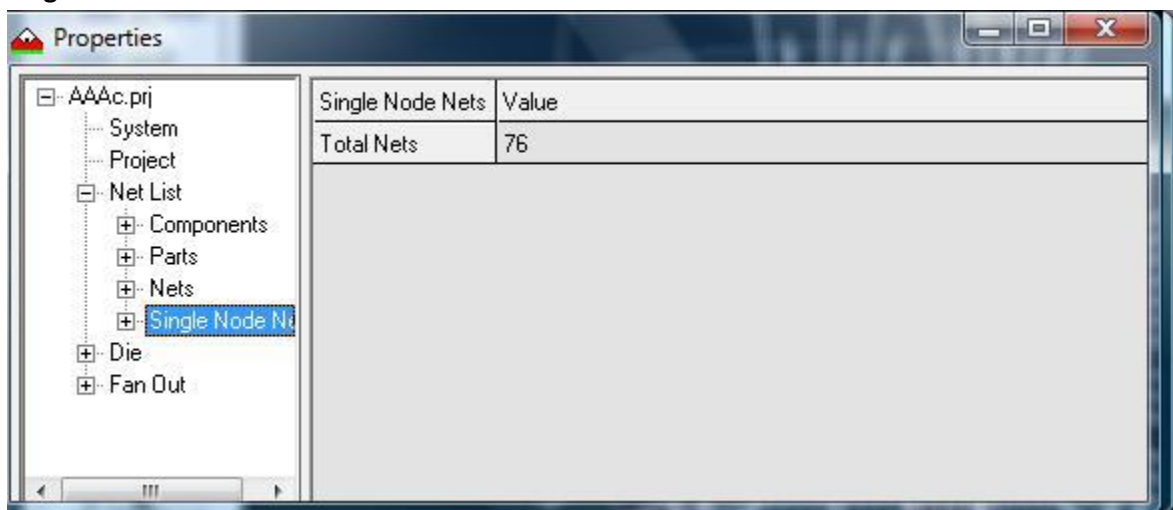 Properties
AAAc.prj
System
Project
Net List
Components
Parts
Nets
Single Node
Die
Fan Out
Single Node Nets Value
Total Nets 76